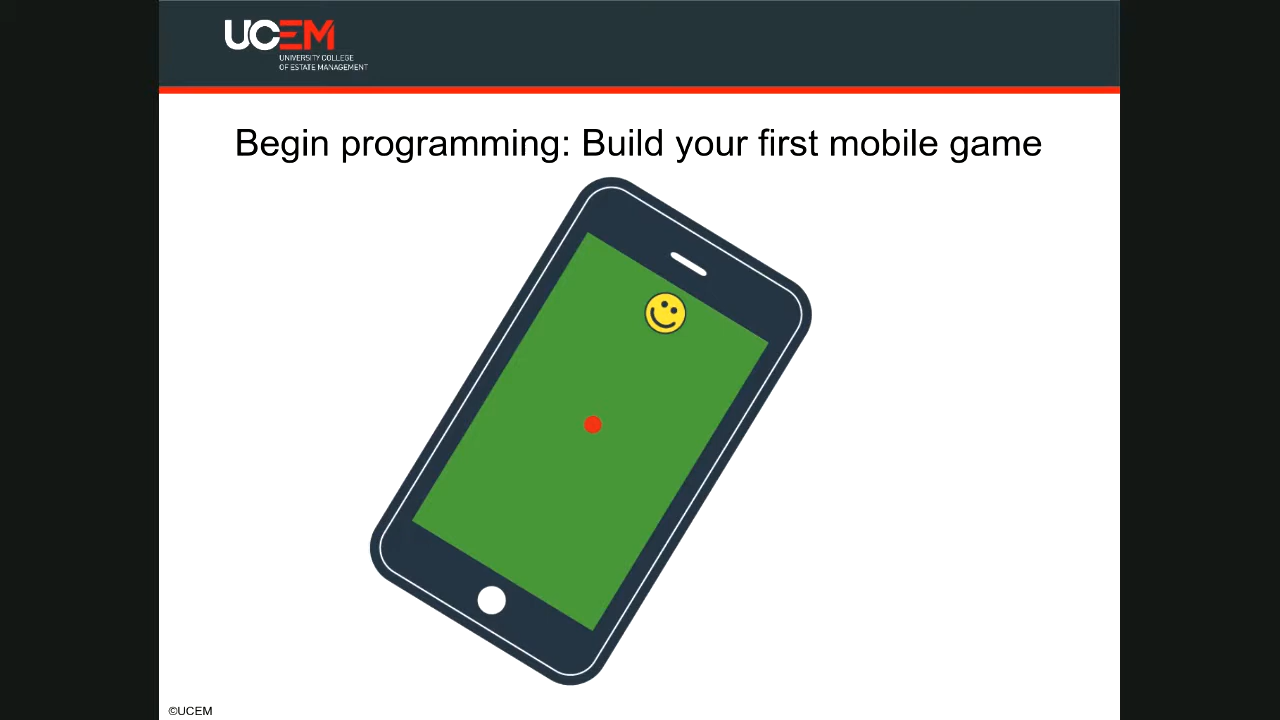 UCEM
UNIVERSITY COLLEGE
OF ESTATE MANAGEMENT
Begin programming: Build your first mobile game
©UCEM